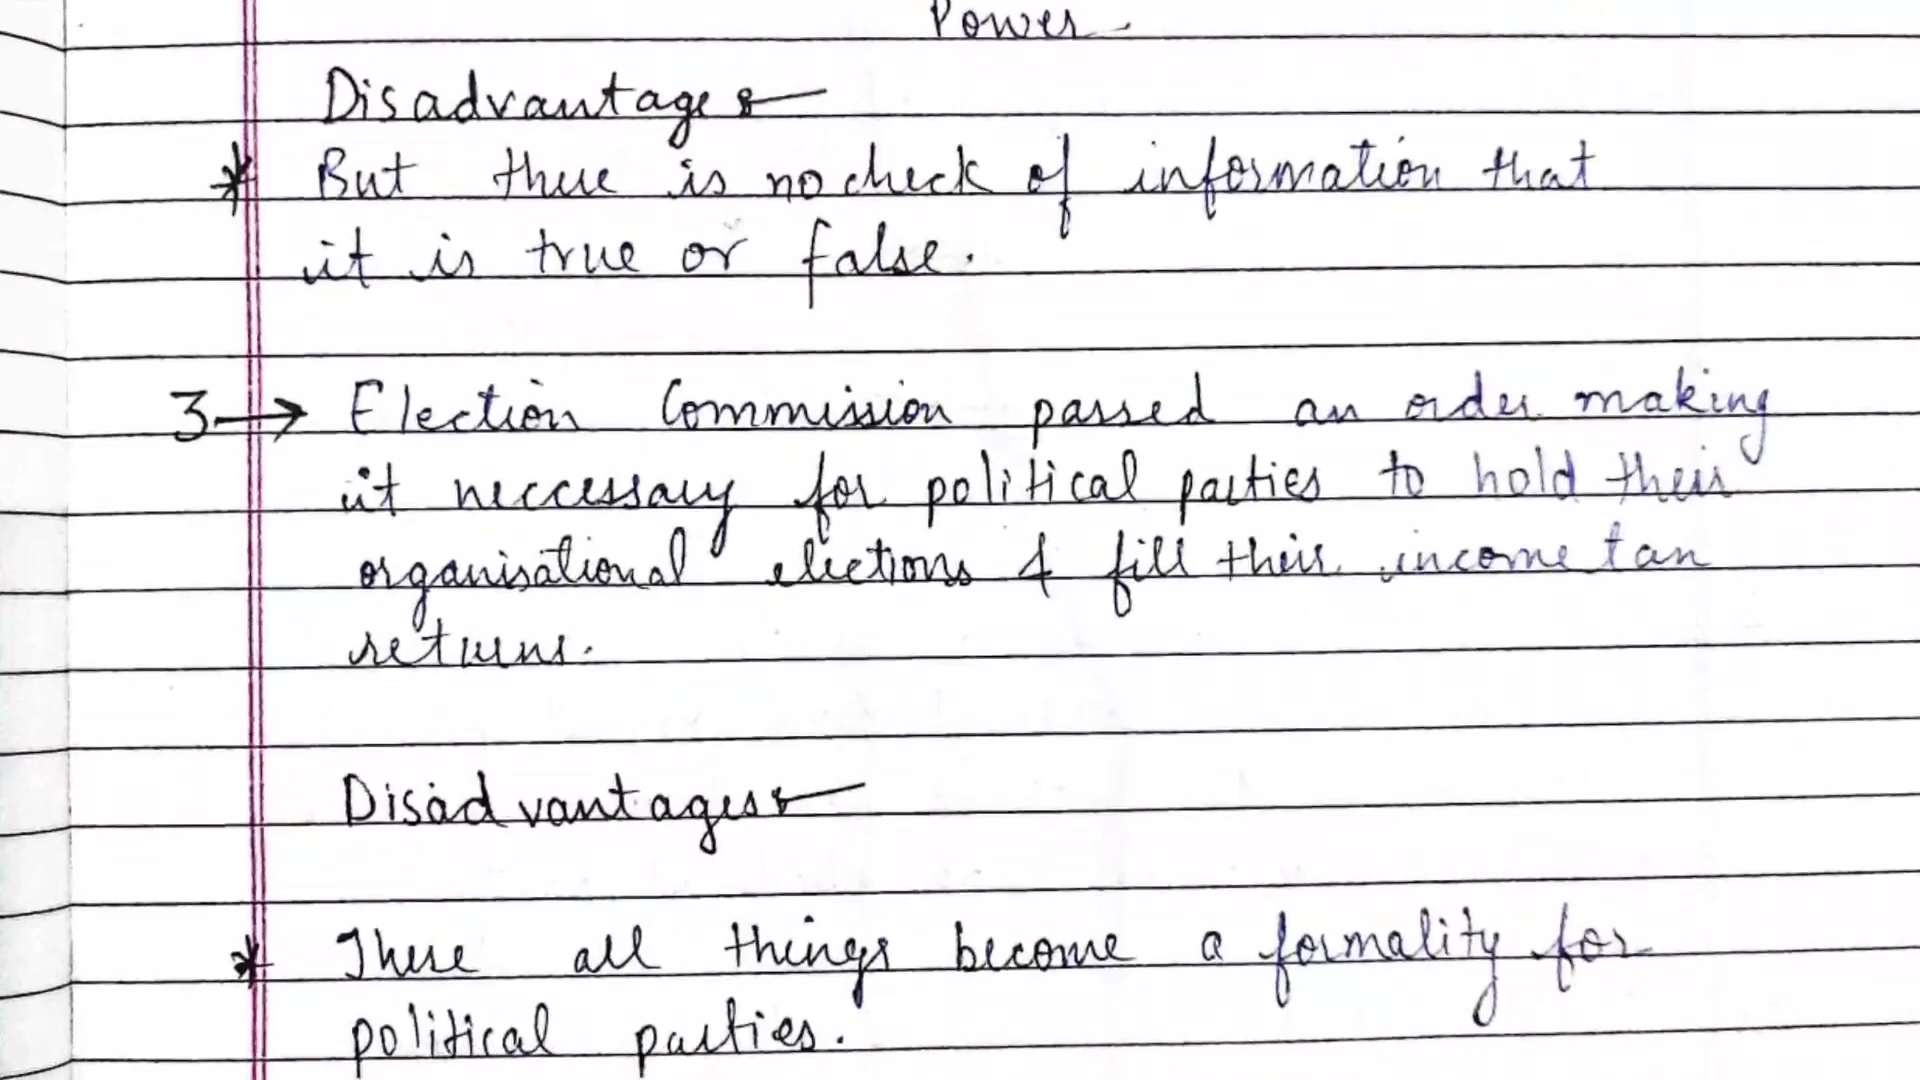 Power
Disadvantages
* But there is no check of information that
it is true or false.
3→ Election Commission passed an order making
it neccessary for political parties to hold their
organisational elections & fill their income tax
returns.
Disadvantages
* These all things become a formality for
political parties.